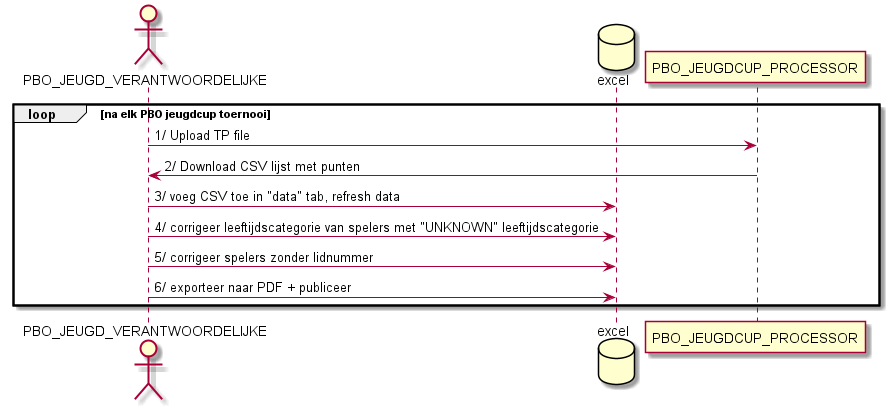 PBO_JEUGD_VERANTWOORDELIJKE
excel
PBO_JEUGDCUP_PROCESSOR
loop
[na elk PBO jeugdcup toernooi]
1/ Upload TP file
2/ Download CSV lijst met punten
3/ voeg CSV toe in "data" tab, refresh data
4/ corrigeer leeftijdscategorie van spelers met "UNKNOWN" leeftijdscategorie
5/ corrigeer spelers zonder lidnummer
6/ exporteer naar PDF + publiceer
PBO_JEUGD_VERANTWOORDELIJKE
excel
PBO_JEUGDCUP_PROCESSOR